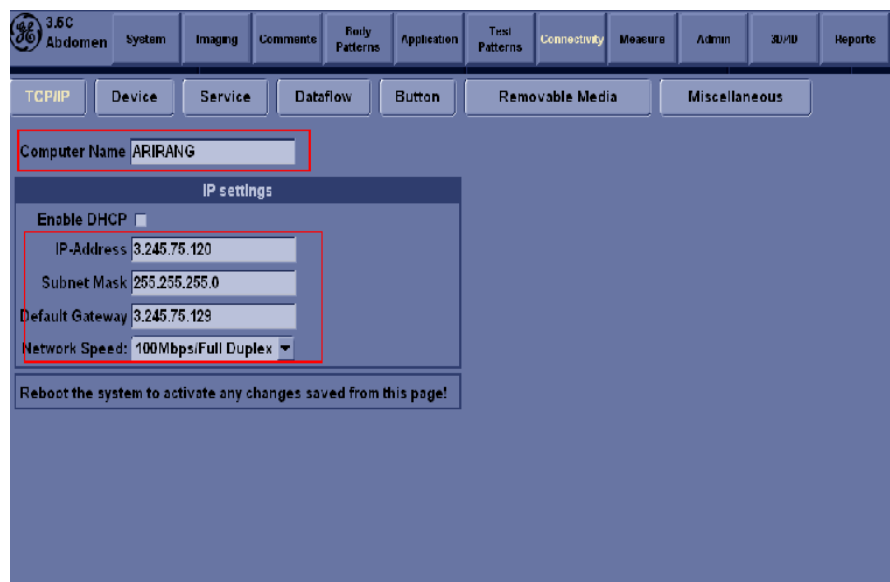 3.5C
Abdomen
System
Imaging
Comments
Body
Patterns
Application
Test
Patterns
Connectivity
Measure
Admin
3D/4D
Reports
TCP/IP
Device
Service
Dataflow
Button
Removable Media
Miscellaneous
Computer Name ARIRANG
IP settings
Enable DHCP
IP-Address 3.245.75.120
Subnet Mask 255.255.255.0
Default Gateway 3.245.75.129
Network Speed: 100Mbps/Full Duplex
Reboot the system to activate any changes saved from this page!